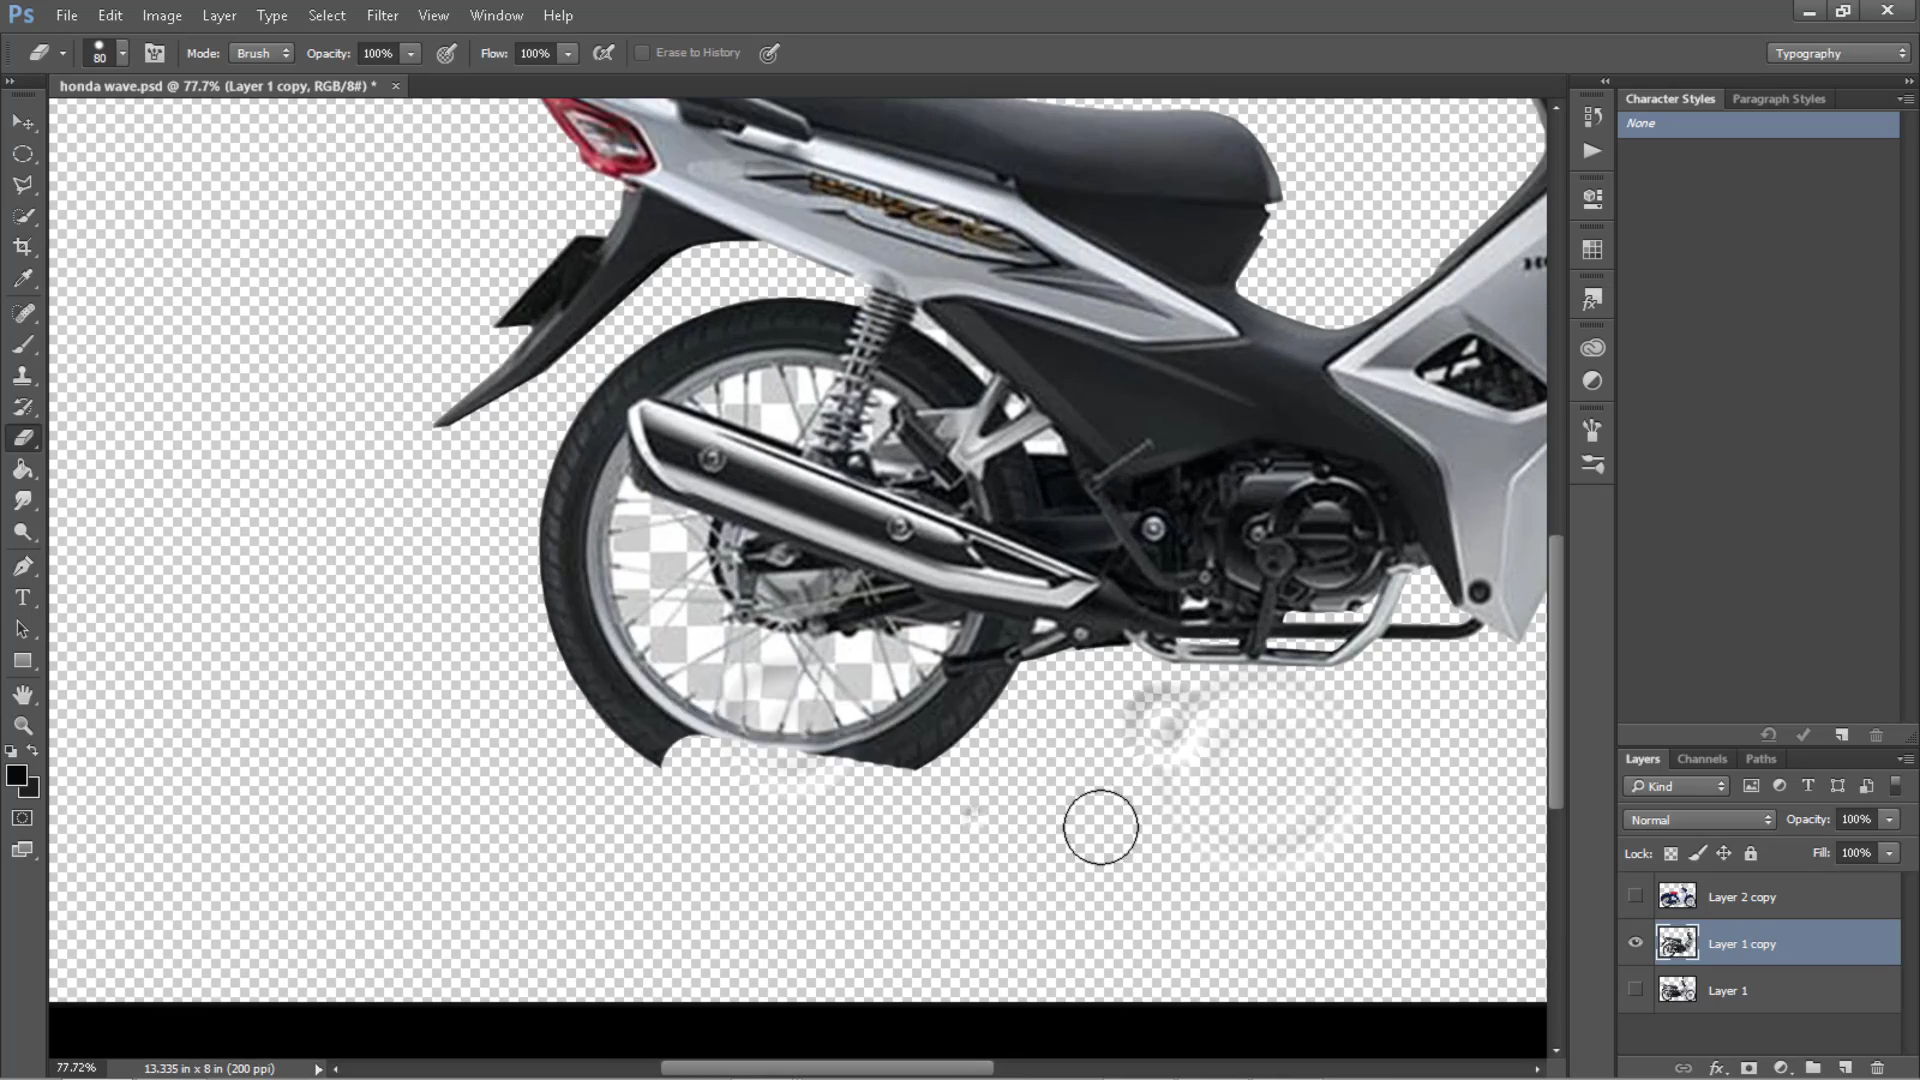 Ps File Edit Image Layer Type Select Filter View Window Help
80 Mode: Brush Opacity: 100% Flow: 100% Erase to History Typography
honda wave.psd @ 77.7% (Layer 1 copy, RGB/8#) * ×
Character Styles Paragraph Styles
None
Layers Channels Paths
Kind
Normal Opacity: 100%
Lock: Fill: 100%
Layer 2 copy
Layer 1 copy
Layer 1
77.72% 13.335 in x 8 in (200 ppi)